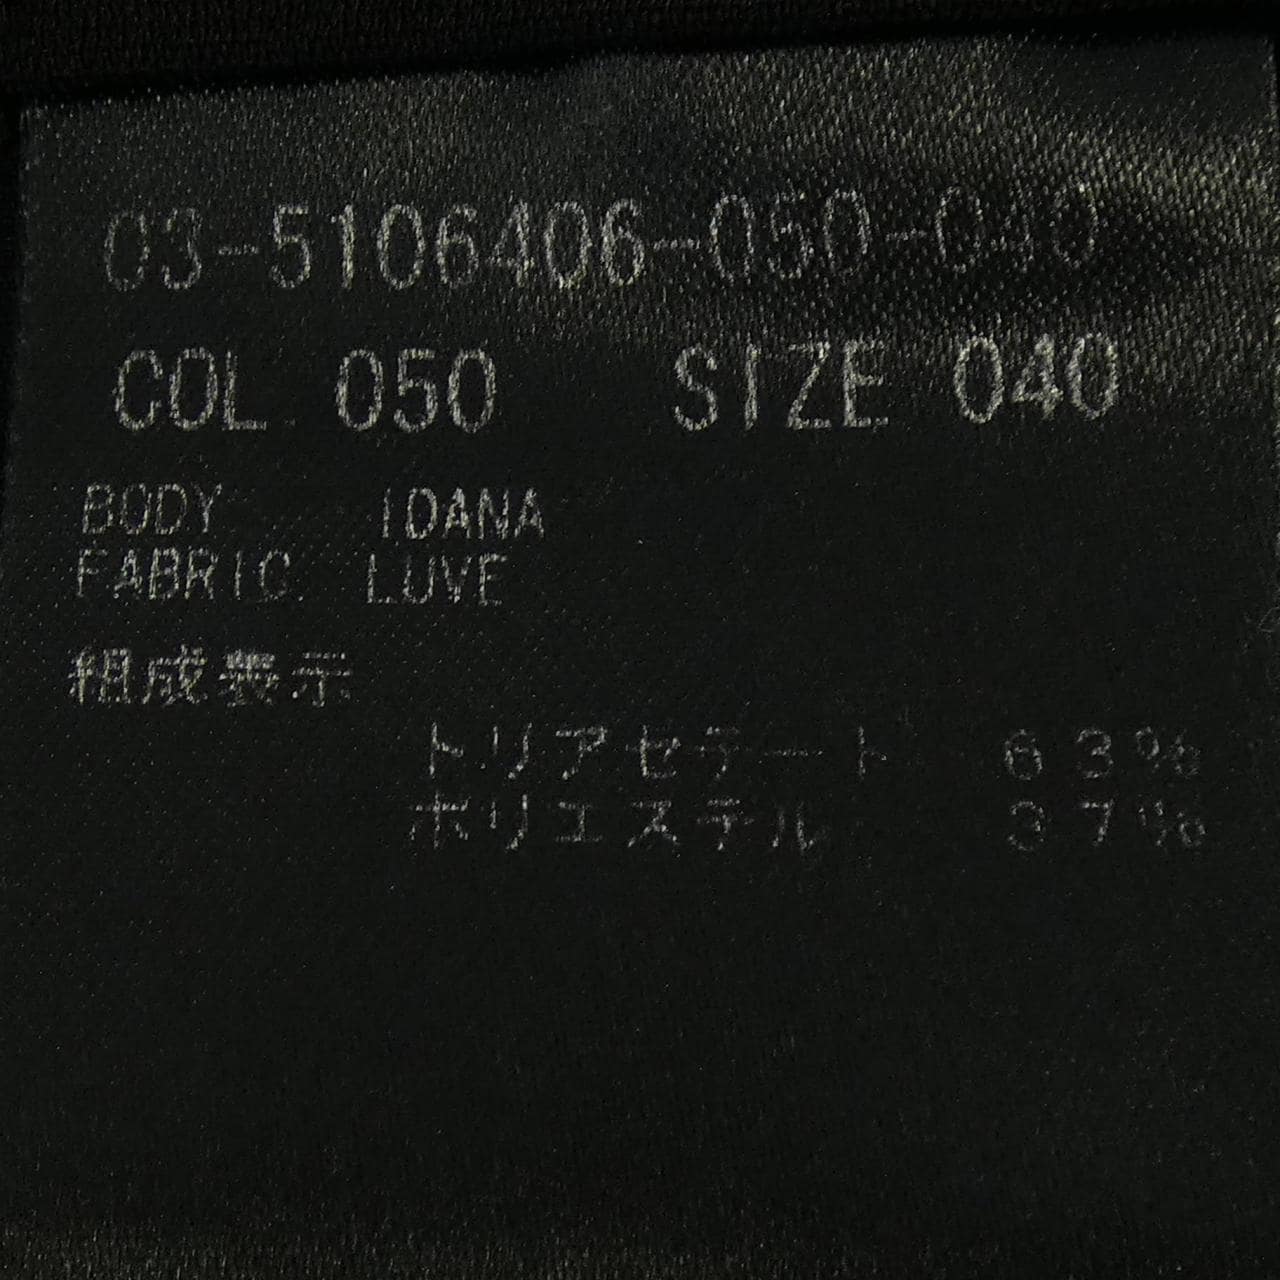 03-5106406-050-040
COL 050 SIZE 040
BODY IOANA
FABRIC LUVE
組成表示
トリアセテート 63%
ポリエステル 37%